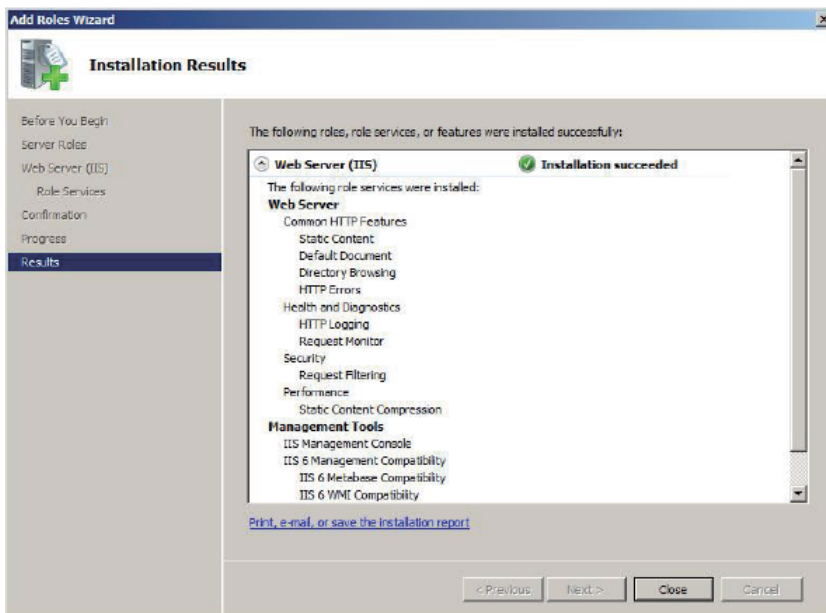 Add Roles Wizard
Installation Results
Before You Begin
Server Roles
Web Server (IIS)
Role Services
Confirmation
Progress
Results
The following roles, role services, or features were installed successfully:
Web Server (IIS) Installation succeeded
The following role services were installed:
Web Server
Common HTTP Features
Static Content
Default Document
Directory Browsing
HTTP Errors
Health and Diagnostics
HTTP Logging
Request Monitor
Security
Request Filtering
Performance
Static Content Compression
Management Tools
IIS Management Console
IIS 6 Management Compatibility
IIS 6 Metabase Compatibility
IIS 6 WMI Compatibility
Print, e-mail, or save the installation report
< Previous Next > Close Cancel